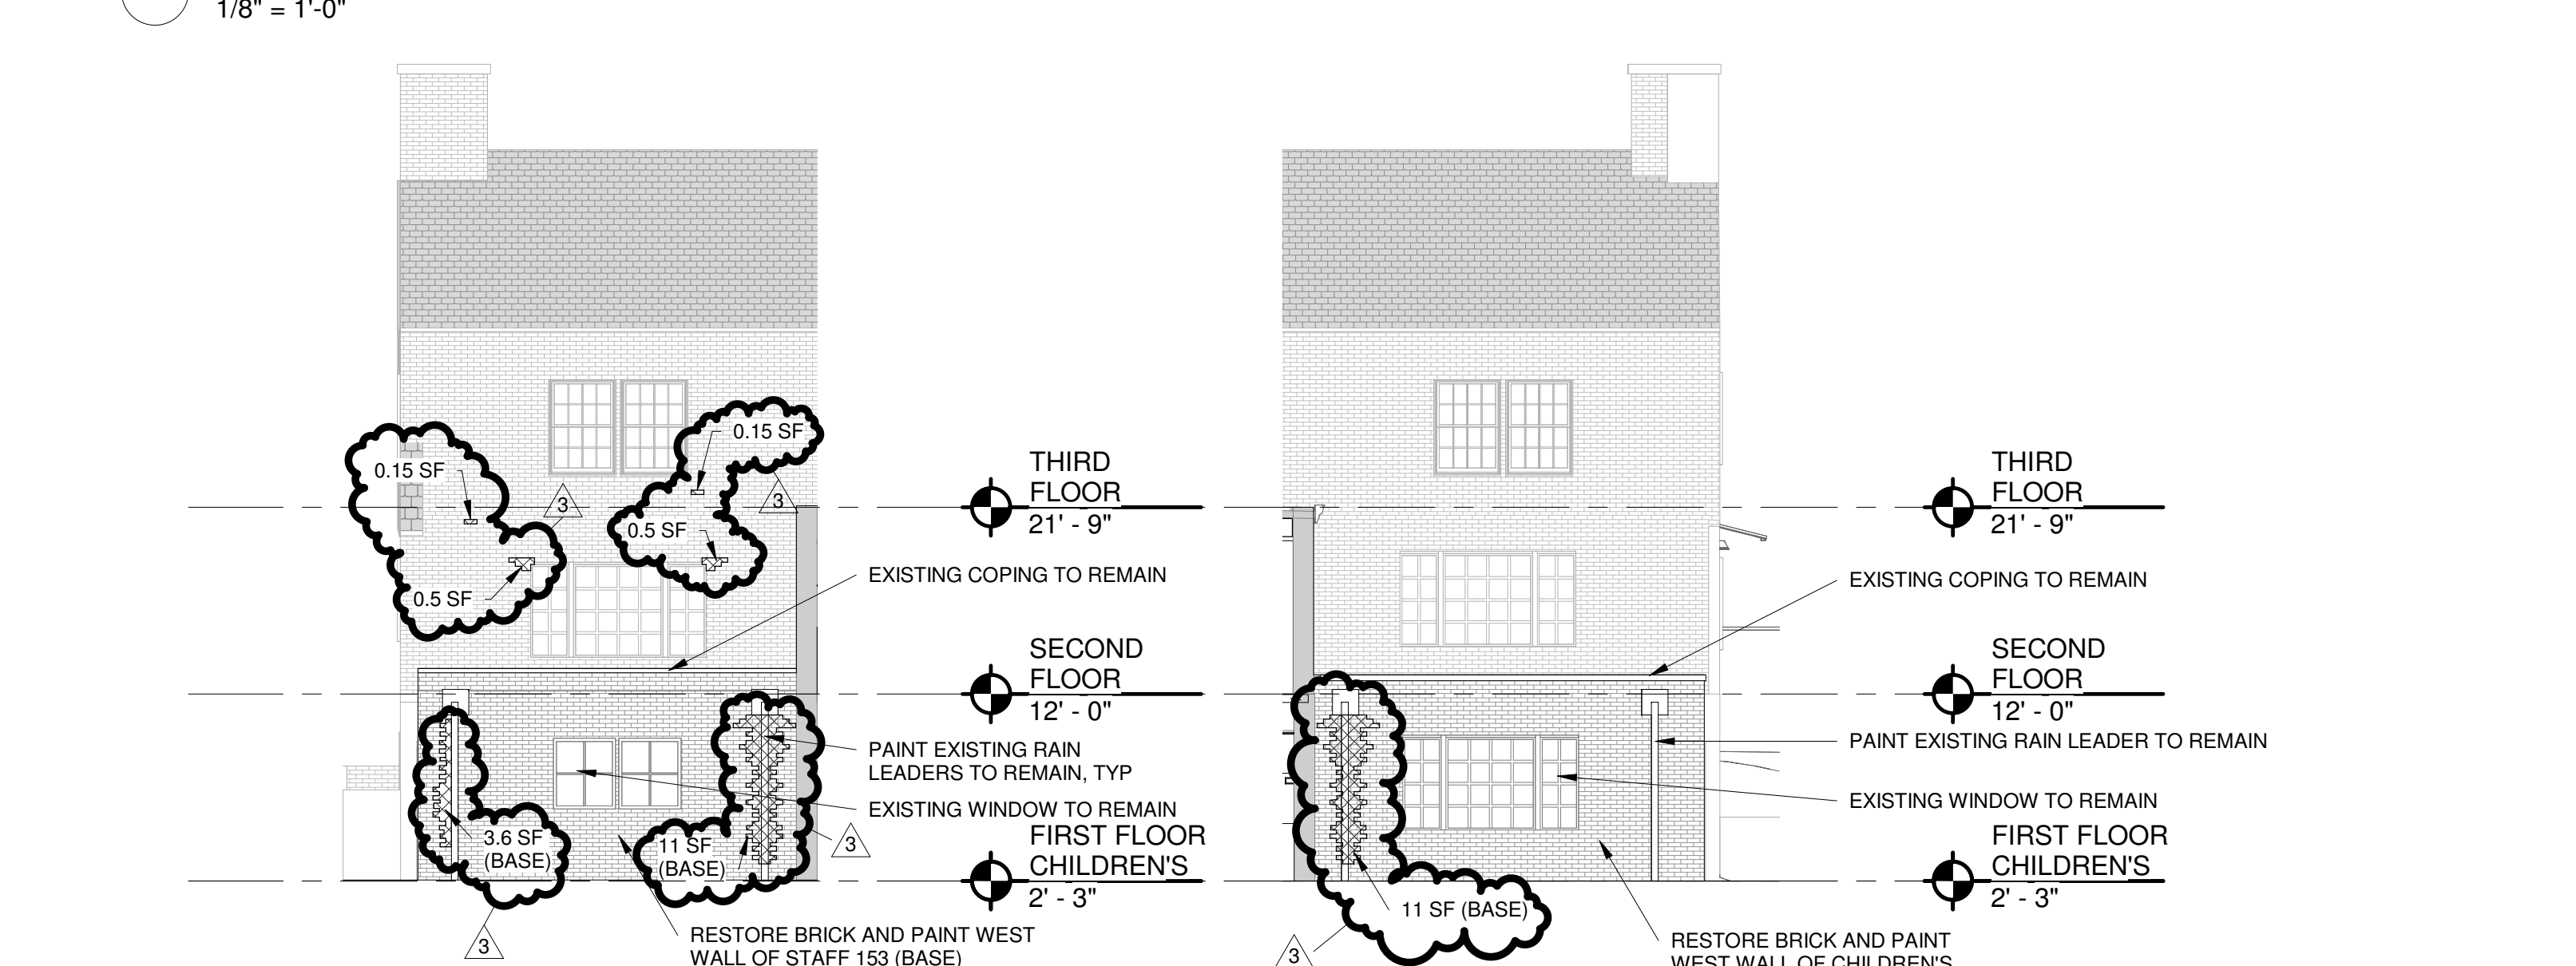 1/8" = 1'-0"
0.15 SF
0.15 SF
3
3
0.5 SF
0.5 SF
THIRD
FLOOR
21' - 9"
EXISTING COPING TO REMAIN
SECOND
FLOOR
12' - 0"
PAINT EXISTING RAIN
LEADERS TO REMAIN, TYP
EXISTING WINDOW TO REMAIN
3.6 SF
(BASE)
11 SF
(BASE)
3
FIRST FLOOR
CHILDREN'S
2' - 3"
3
RESTORE BRICK AND PAINT WEST
WALL OF STAFF 153 (BASE)
THIRD
FLOOR
21' - 9"
EXISTING COPING TO REMAIN
SECOND
FLOOR
12' - 0"
PAINT EXISTING RAIN LEADER TO REMAIN
EXISTING WINDOW TO REMAIN
FIRST FLOOR
CHILDREN'S
2' - 3"
11 SF (BASE)
3
RESTORE BRICK AND PAINT
WEST WALL OF CHILDREN'S